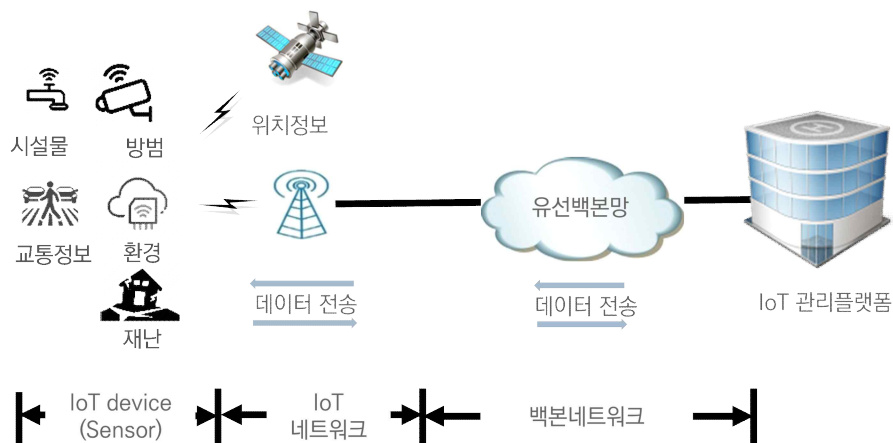 위치정보
시설물
방범
유선백본망
교통정보
환경
재난
데이터 전송
데이터 전송
IoT 관리플랫폼
IoT device
(Sensor)
IoT
네트워크
백본네트워크